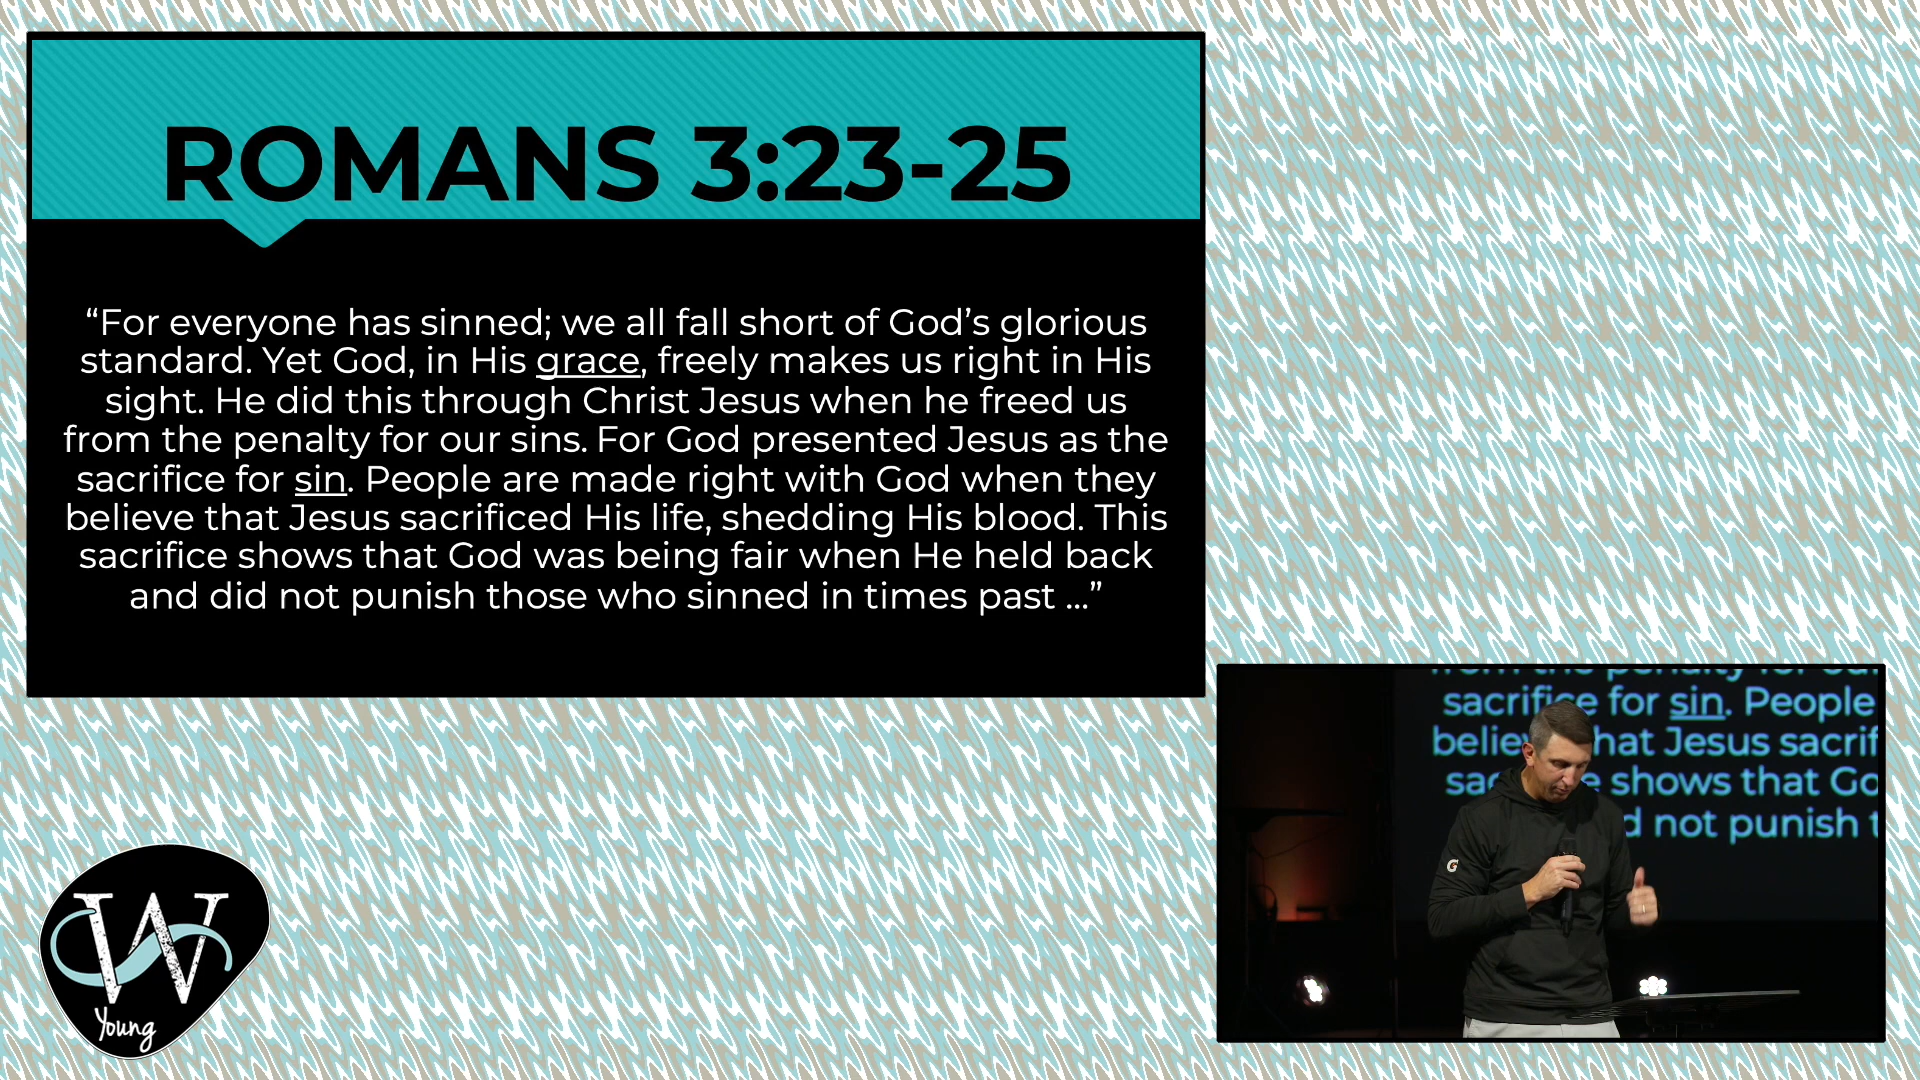 ROMANS 3:23-25
“For everyone has sinned; we all fall short of God’s glorious
standard. Yet God, in His grace, freely makes us right in His
sight. He did this through Christ Jesus when he freed us
from the penalty for our sins. For God presented Jesus as the
sacrifice for sin. People are made right with God when they
believe that Jesus sacrificed His life, shedding His blood. This
sacrifice shows that God was being fair when He held back
and did not punish those who sinned in times past ...”
sacrifice for sin. People
that Jesus
shows that
not punish
G
W
Young